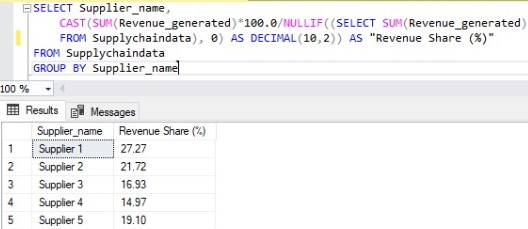 SELECT Supplier_name,
CAST(SUM(Revenue_generated)*100.0/NULLIF((SELECT SUM(Revenue_generated)
FROM Supplychaindata), 0) AS DECIMAL(10,2)) AS "Revenue Share (%)"
FROM Supplychaindata
GROUP BY Supplier_name
100 %
Results Messages
Supplier_name Revenue Share (%)
1 Supplier 1 27.27
2 Supplier 2 21.72
3 Supplier 3 16.93
4 Supplier 4 14.97
5 Supplier 5 19.10